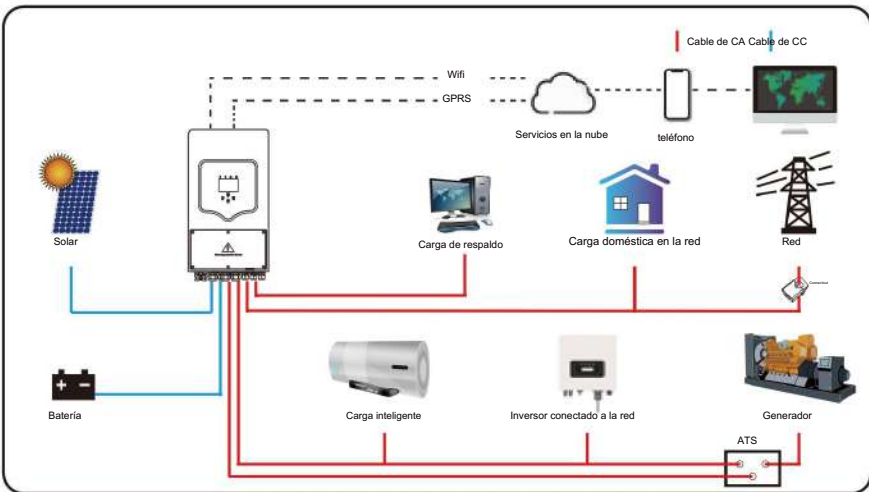 Cable de CA Cable de CC
Wifi
GPRS
Servicios en la nube
teléfono
Solar
Carga de respaldo
Carga doméstica en la red
Red
Batería
Carga inteligente
Inversor conectado a la red
Generador
ATS